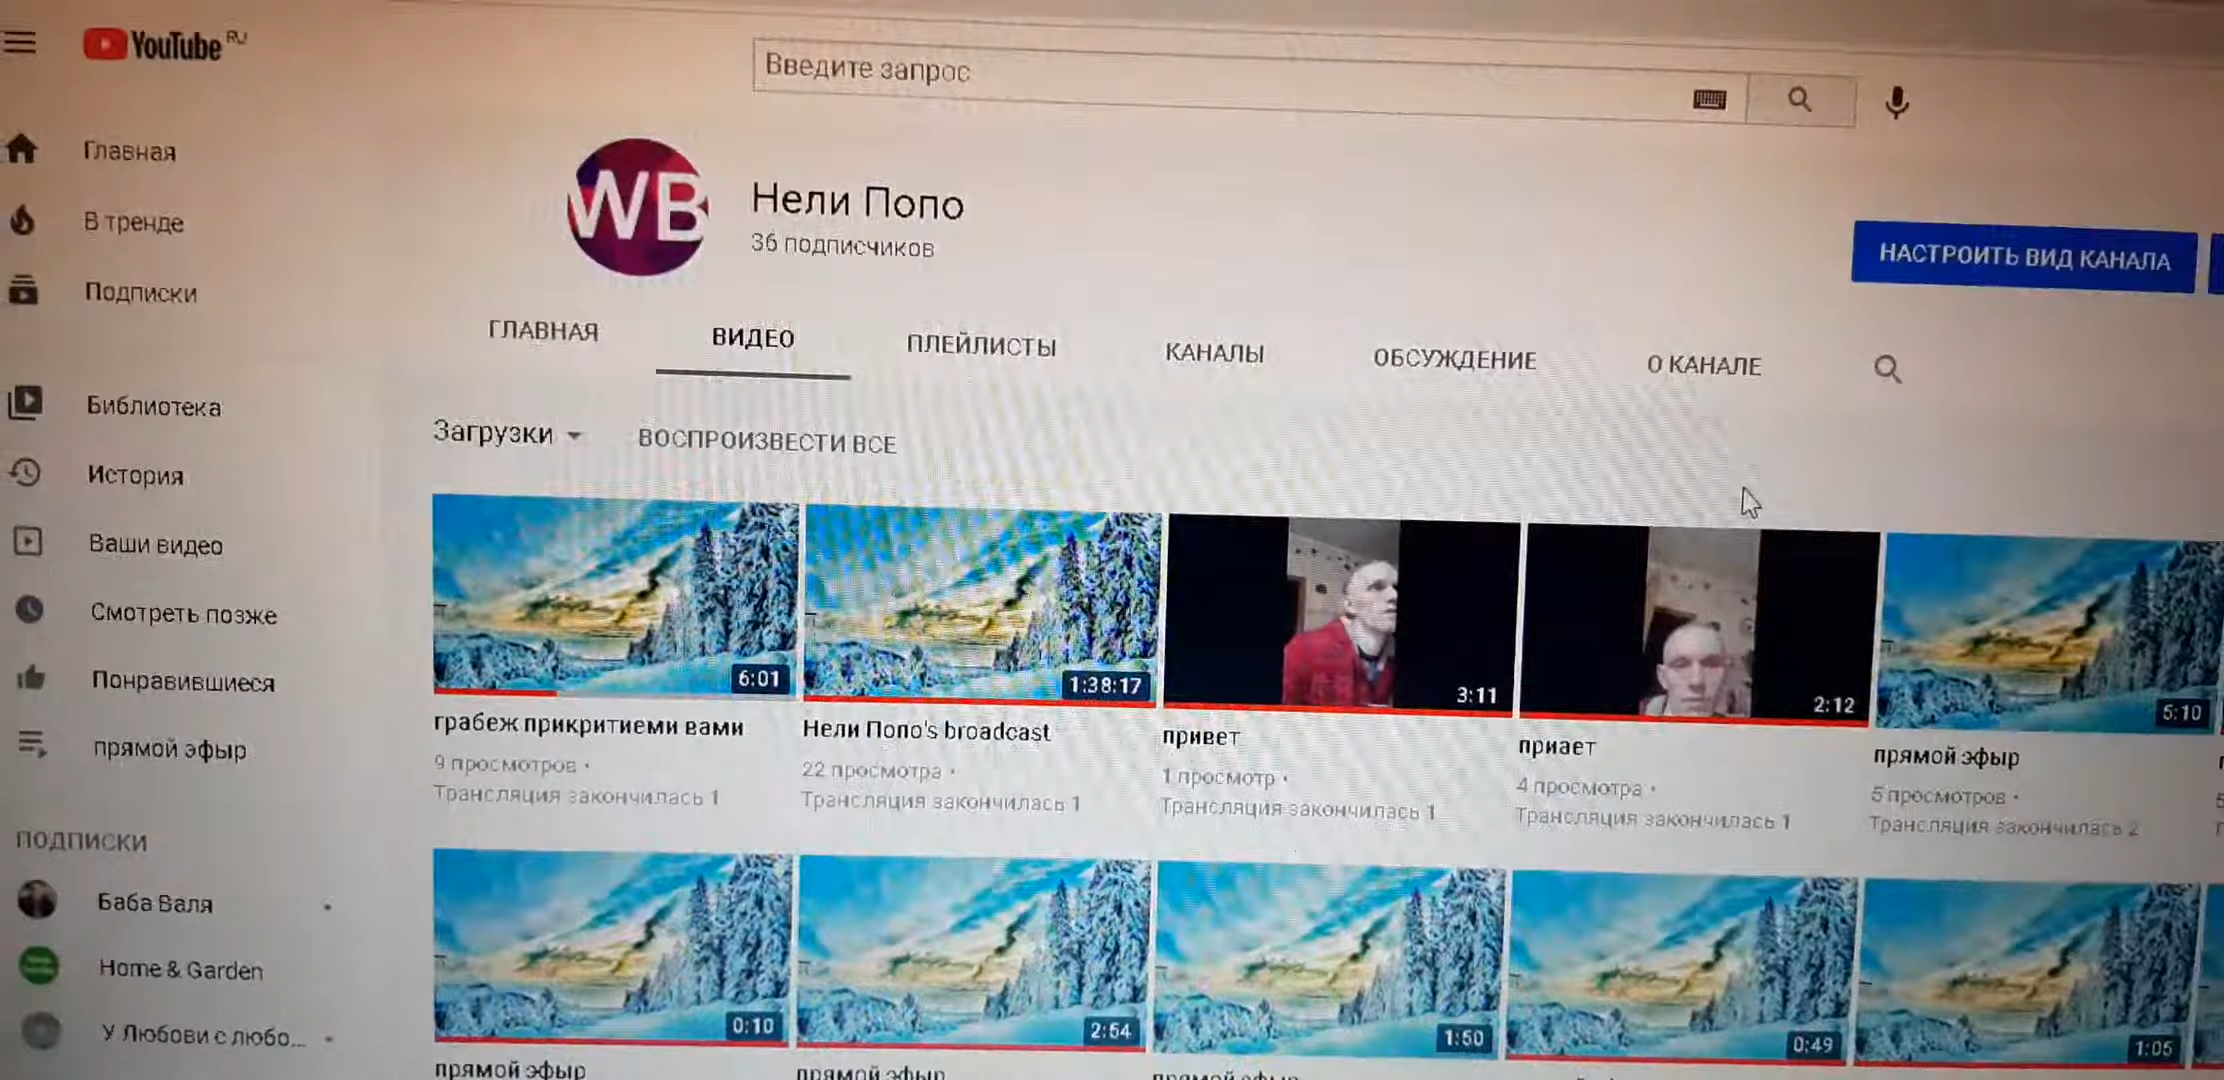 YouTube RU
Введите запрос
Главная
В тренде
Подписки
Библиотека
История
Ваши видео
Смотреть позже
Понравившиеся
прямой эфыр
ПОДПИСКИ
Баба Валя
Home & Garden
У Любови с любо...
WB
Нели Попо
36 подписчиков
НАСТРОИТЬ ВИД КАНАЛА
ГЛАВНАЯ
ВИДЕО
ПЛЕЙЛИСТЫ
КАНАЛЫ
ОБСУЖДЕНИЕ
О КАНАЛЕ
Загрузки
ВОСПРОИЗВЕСТИ ВСЕ
6:01
грабеж прикритиеми вами
9 просмотров •
Трансляция закончилась 1
1:38:17
Нели Попо's broadcast
22 просмотра •
Трансляция закончилась 1
3:11
привет
1 просмотр •
Трансляция закончилась 1
2:12
приает
4 просмотра •
Трансляция закончилась 1
5:10
прямой эфыр
5 просмотров •
Трансляция закончилась 2
0:10
прямой эфыр
2:54
прямой эфыр
1:50
прямой эфыр
0:49
1:05